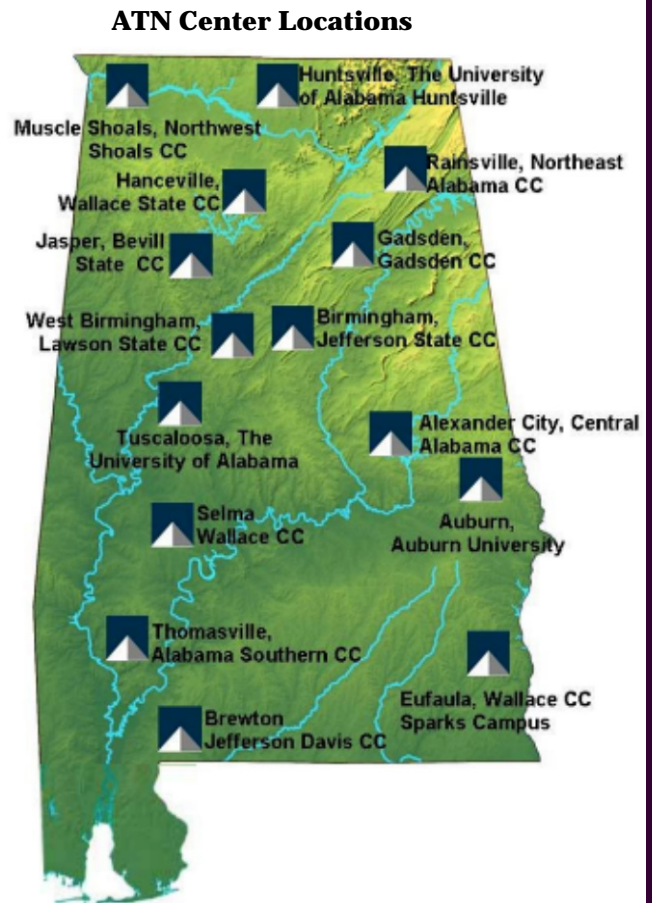 ATN Center Locations
Huntsville, The University
of Alabama Huntsville
Muscle Shoals, Northwest
Shoals CC
Rainsville, Northeast
Alabama CC
Hanceville,
Wallace State CC
Jasper, Bevill
State CC
Gadsden,
Gadsden CC
West Birmingham,
Lawson State CC
Birmingham,
Jefferson State CC
Tuscaloosa, The
University of Alabama
Alexander City, Central
Alabama CC
Selma
Wallace CC
Auburn,
Auburn University
Thomasville,
Alabama Southern CC
Eufaula, Wallace CC
Sparks Campus
Brewton
Jefferson Davis CC